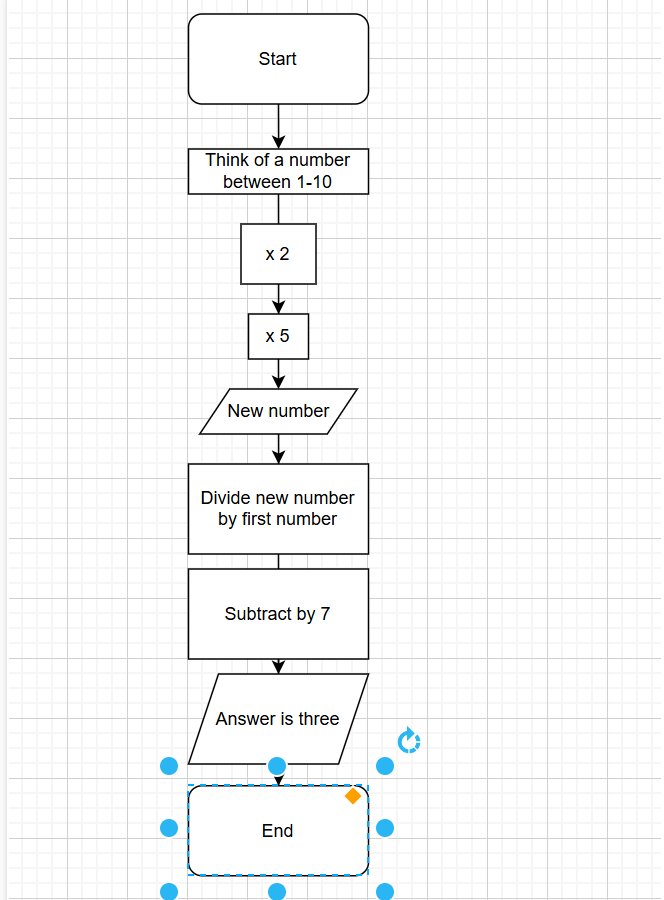 Start
Think of a number
between 1-10
x 2
x 5
New number
Divide new number
by first number
Subtract by 7
Answer is three
End